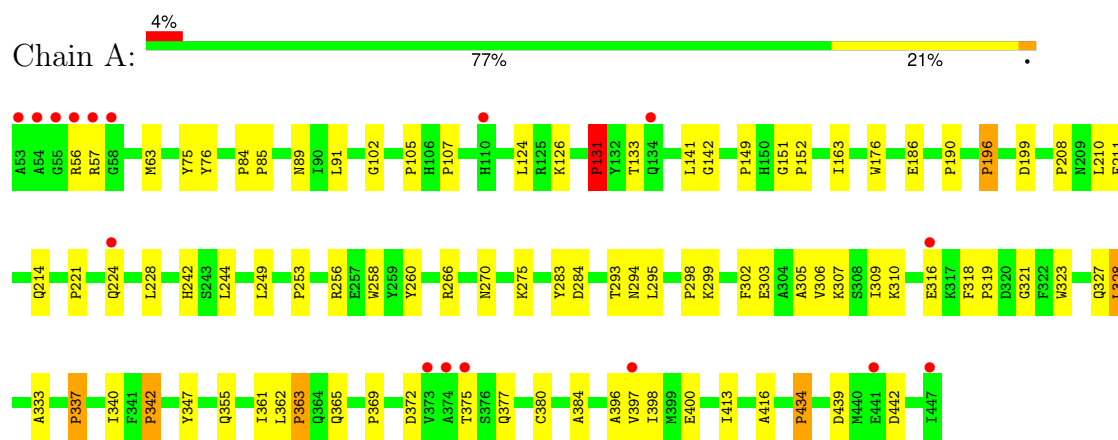 4%
Chain A:
77% 21% •
A53 A54 G55 R56 R57 G58 M63 Y75 Y76 P84 P85 N89 I90 L91 G102 P105 H106 P107 H110 L124 R125 K126 P131 Y132 T133 Q134 L141 G142 P149 H150 G151 P152 I163 W176 E186 P190 P196 D199 P208 N209 L210
Q214 P221 Q224 L228 H242 S243 L244 L249 P253 R256 E257 W258 Y259 Y260 R266 N270 K275 Y283 D284 T293 N294 L295 P298 K299 F302 E303 A304 A305 V306 K307 S308 I309 K310 E316 K317 F318 P319 D320 G321 F322 W323 Q327 L328
A333 P337 I340 F341 P342 Y347 Q355 I361 L362 P363 Q364 Q365 P369 D372 V373 A374 T375 S376 Q377 C380 A384 A396 V397 I398 M399 E400 I413 A416 P434 D439 M440 E441 D442 I447